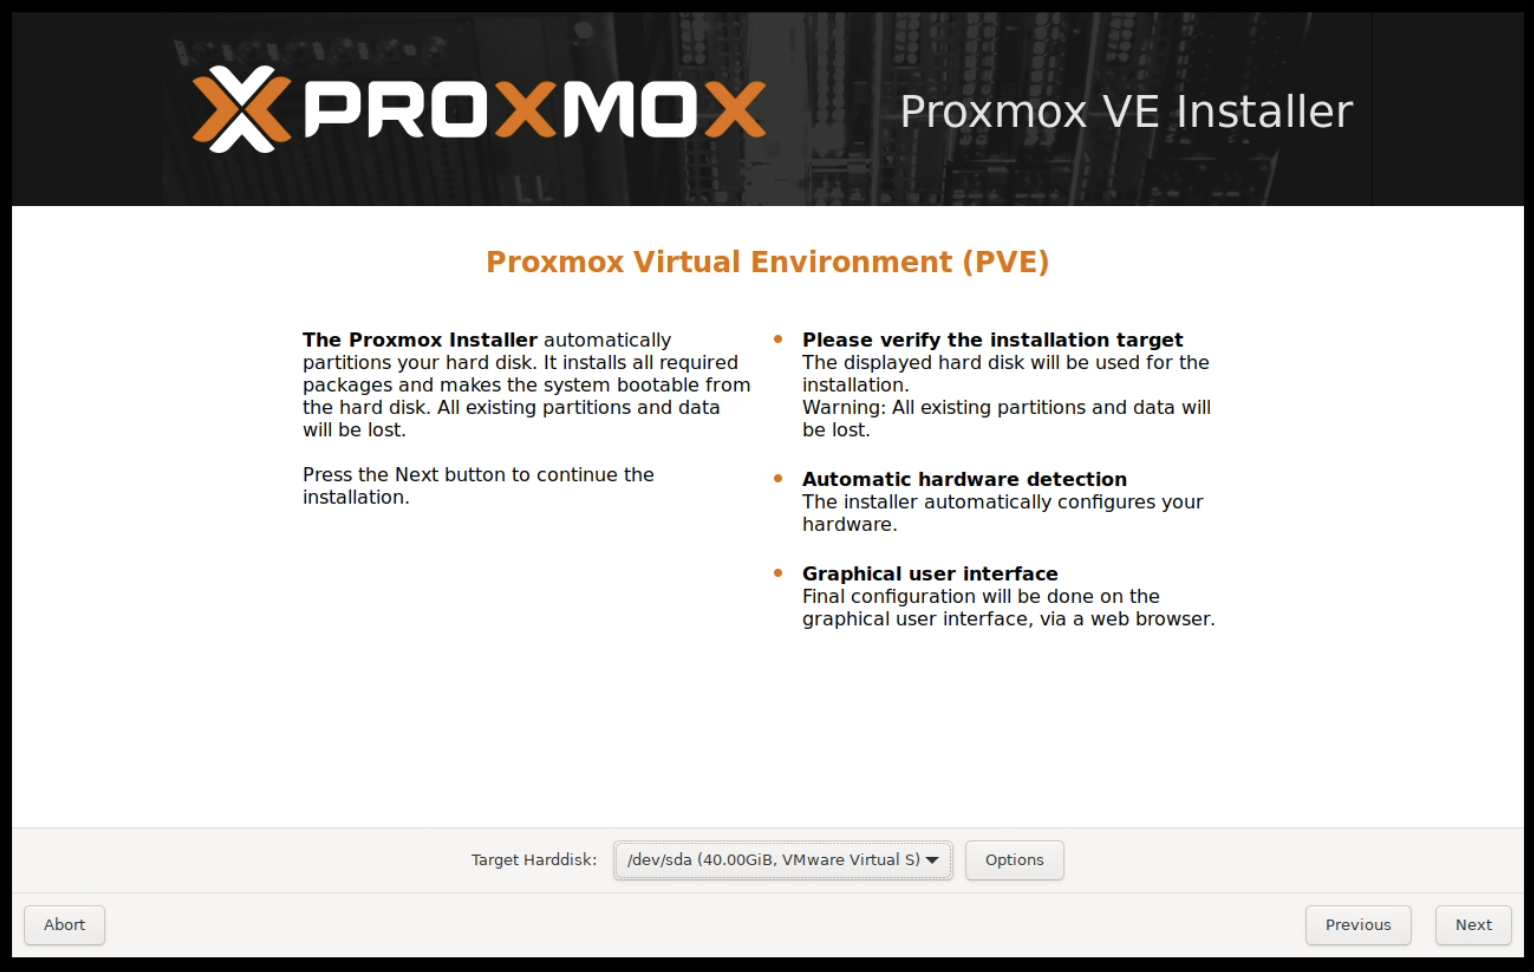 PROXMOX
Proxmox VE Installer
Proxmox Virtual Environment (PVE)
The Proxmox Installer automatically
partitions your hard disk. It installs all required
packages and makes the system bootable from
the hard disk. All existing partitions and data
will be lost.
Press the Next button to continue the
installation.
Please verify the installation target
The displayed hard disk will be used for the
installation.
Warning: All existing partitions and data will
be lost.
Automatic hardware detection
The installer automatically configures your
hardware.
Graphical user interface
Final configuration will be done on the
graphical user interface, via a web browser.
Target Harddisk: /dev/sda (40.00GiB, VMware Virtual S) Options
Abort Previous Next